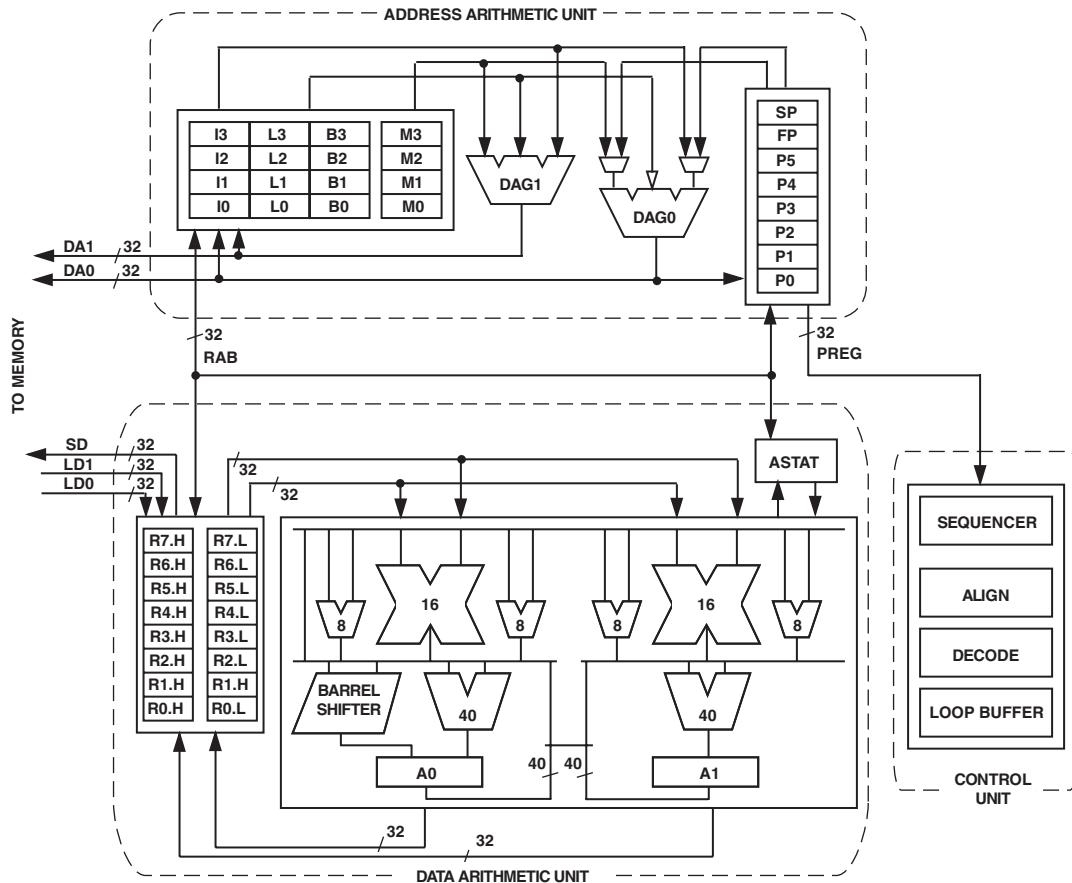 ADDRESS ARITHMETIC UNIT
I3 L3 B3 M3
I2 L2 B2 M2
I1 L1 B1 M1
I0 L0 B0 M0
DAG1
DAG0
SP
FP
P5
P4
P3
P2
P1
P0
DA1 32
DA0 32
TO MEMORY
32
RAB
32
PREG
SD 32
LD1 32
LD0 32
32
32
ASTAT
R7.H R7.L
R6.H R6.L
R5.H R5.L
R4.H R4.L
R3.H R3.L
R2.H R2.L
R1.H R1.H
R0.H R0.L
8 16 8 8 16 8
BARREL
SHIFTER
40
40
A0
40 40
A1
32
32
DATA ARITHMETIC UNIT
SEQUENCER
ALIGN
DECODE
LOOP BUFFER
CONTROL
UNIT